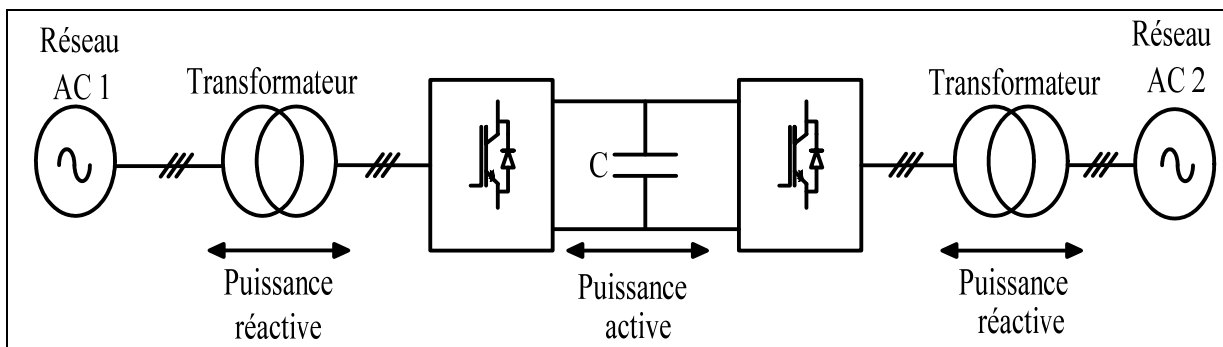 Réseau
AC 1
Transformateur
C
Transformateur
Réseau
AC 2
Puissance
réactive
Puissance
active
Puissance
réactive